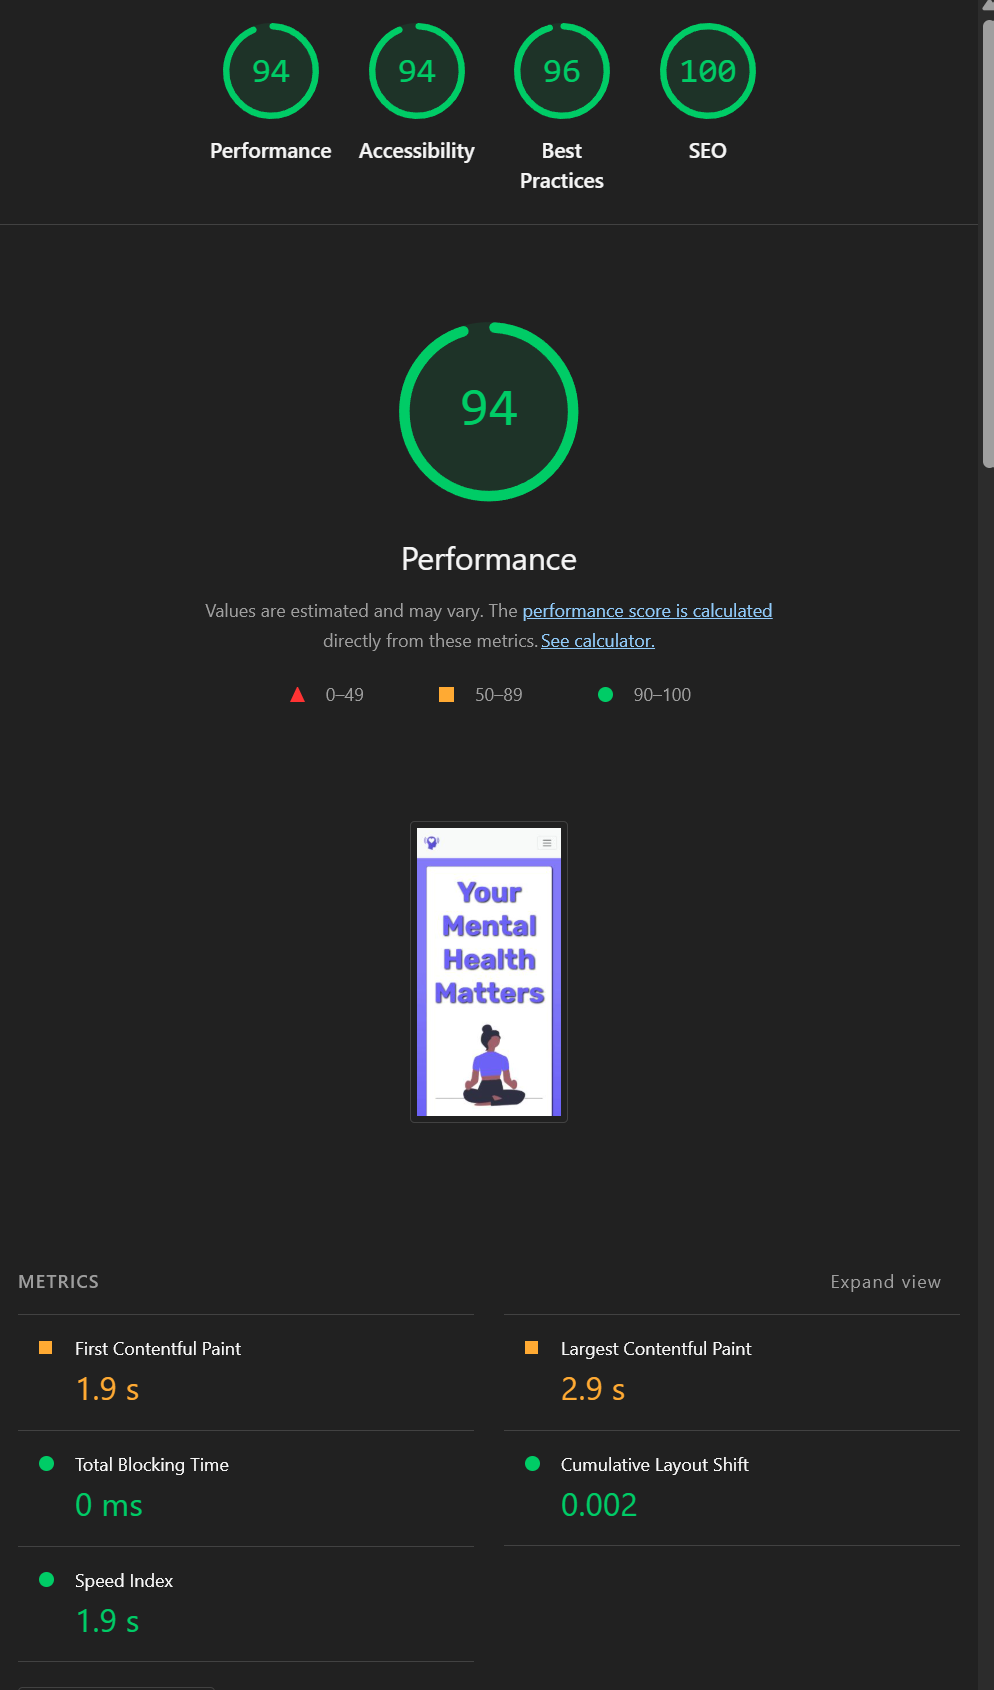 94
94
96
100
Performance
Accessibility
Best
Practices
SEO
94
Performance
Values are estimated and may vary. The performance score is calculated
directly from these metrics. See calculator.
0–49
50–89
90–100
Your
Mental
Health
Matters
METRICS
Expand view
First Contentful Paint
1.9 s
Largest Contentful Paint
2.9 s
Total Blocking Time
0 ms
Cumulative Layout Shift
0.002
Speed Index
1.9 s